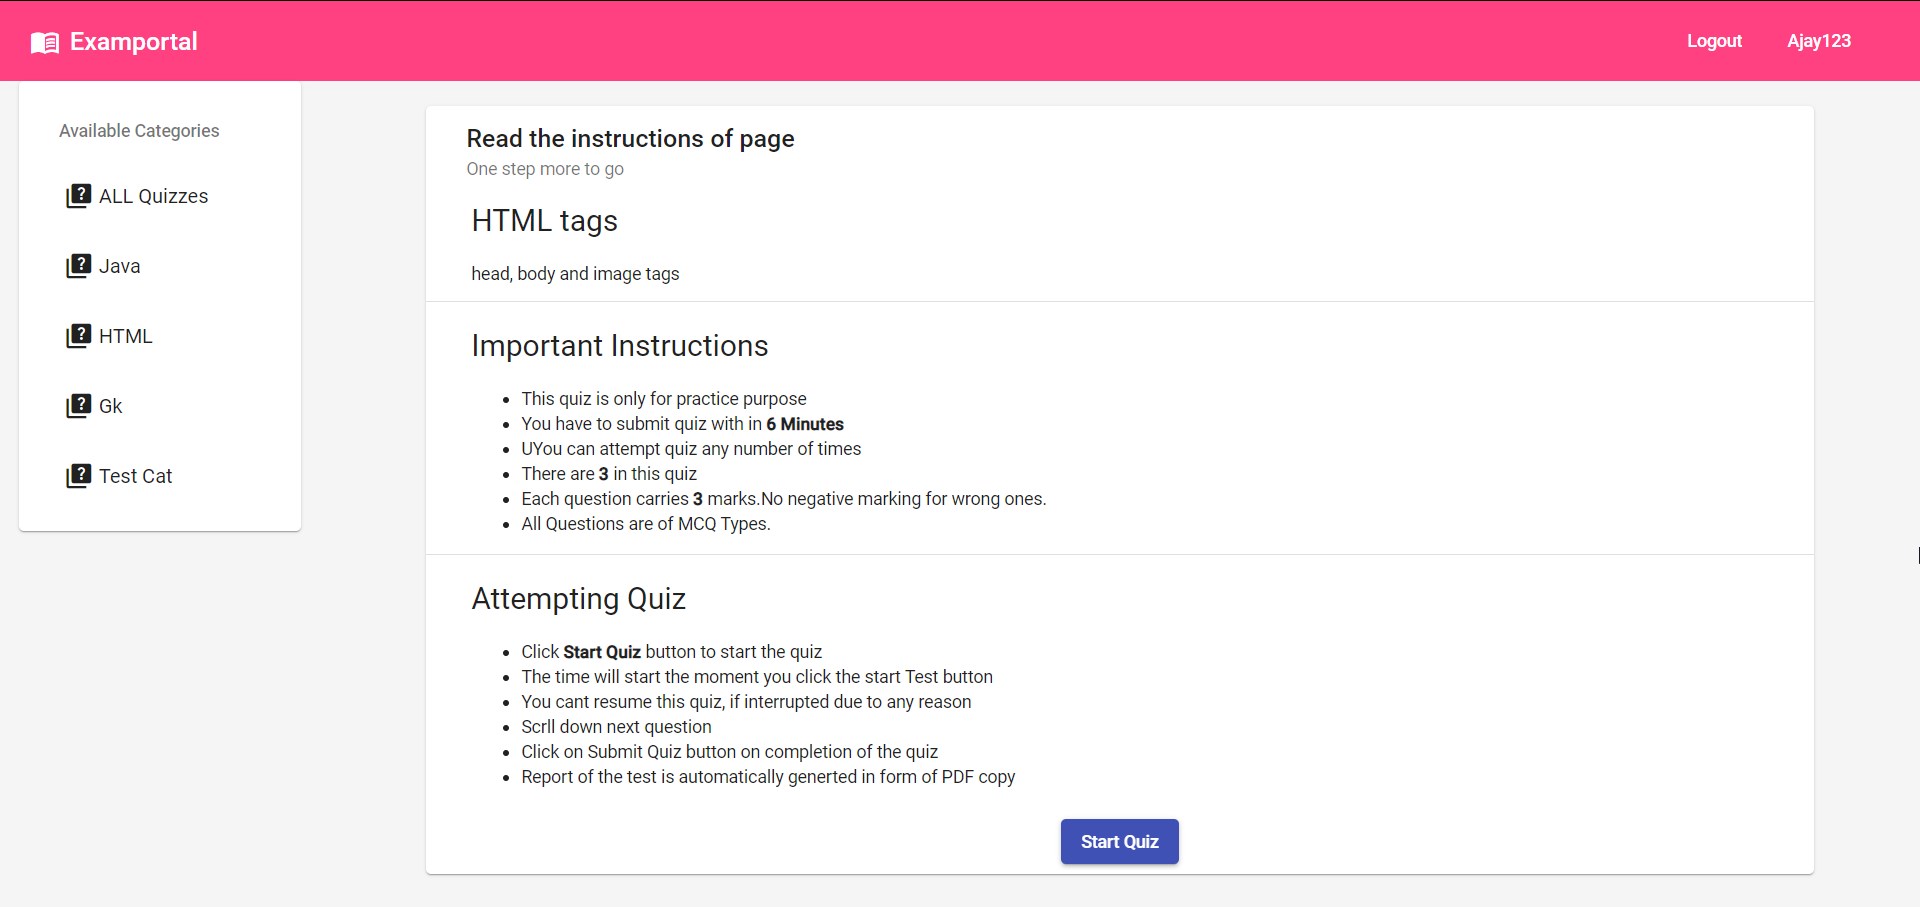 Examportal
Logout
Ajay123
Available Categories
ALL Quizzes
Java
HTML
Gk
Test Cat
Read the instructions of page
One step more to go
HTML tags
head, body and image tags
Important Instructions
This quiz is only for practice purpose
You have to submit quiz with in 6 Minutes
UYou can attempt quiz any number of times
There are 3 in this quiz
Each question carries 3 marks.No negative marking for wrong ones.
All Questions are of MCQ Types.
Attempting Quiz
Click Start Quiz button to start the quiz
The time will start the moment you click the start Test button
You cant resume this quiz, if interrupted due to any reason
Scrll down next question
Click on Submit Quiz button on completion of the quiz
Report of the test is automatically generted in form of PDF copy
Start Quiz